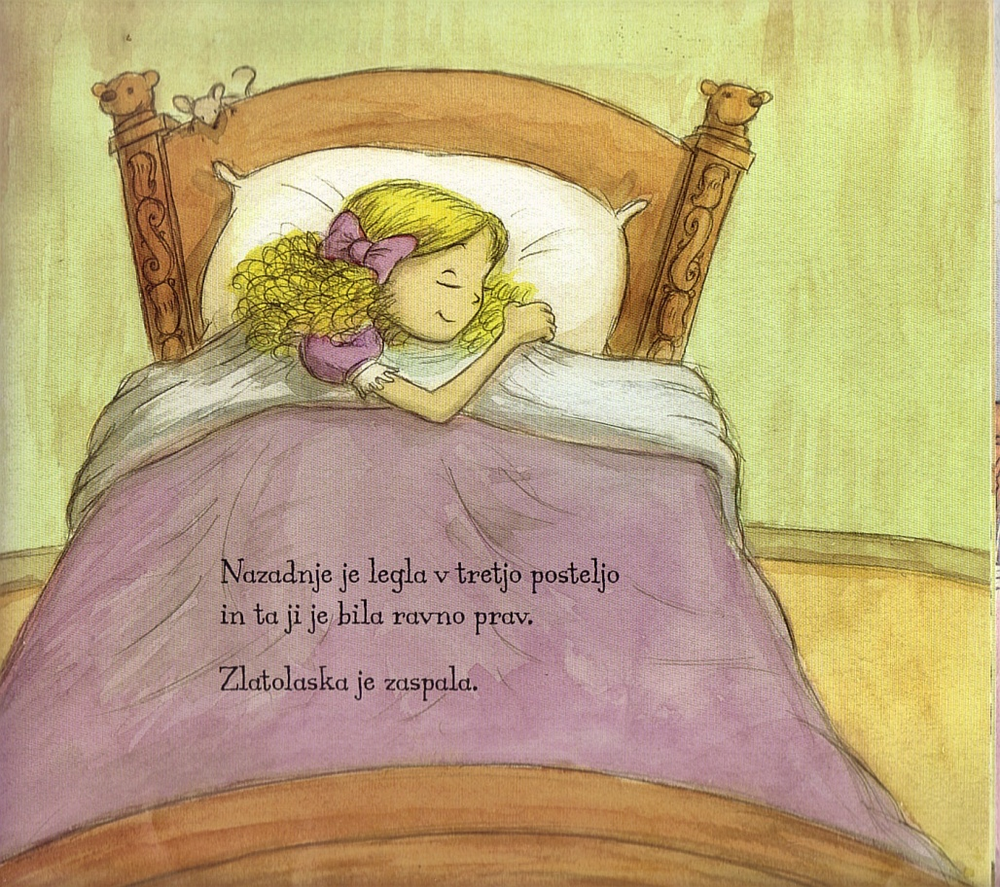 Nazadnje je legla v tretjo posteljo
in ta ji je bila ravno prav.
Zlatolaska je zaspala.